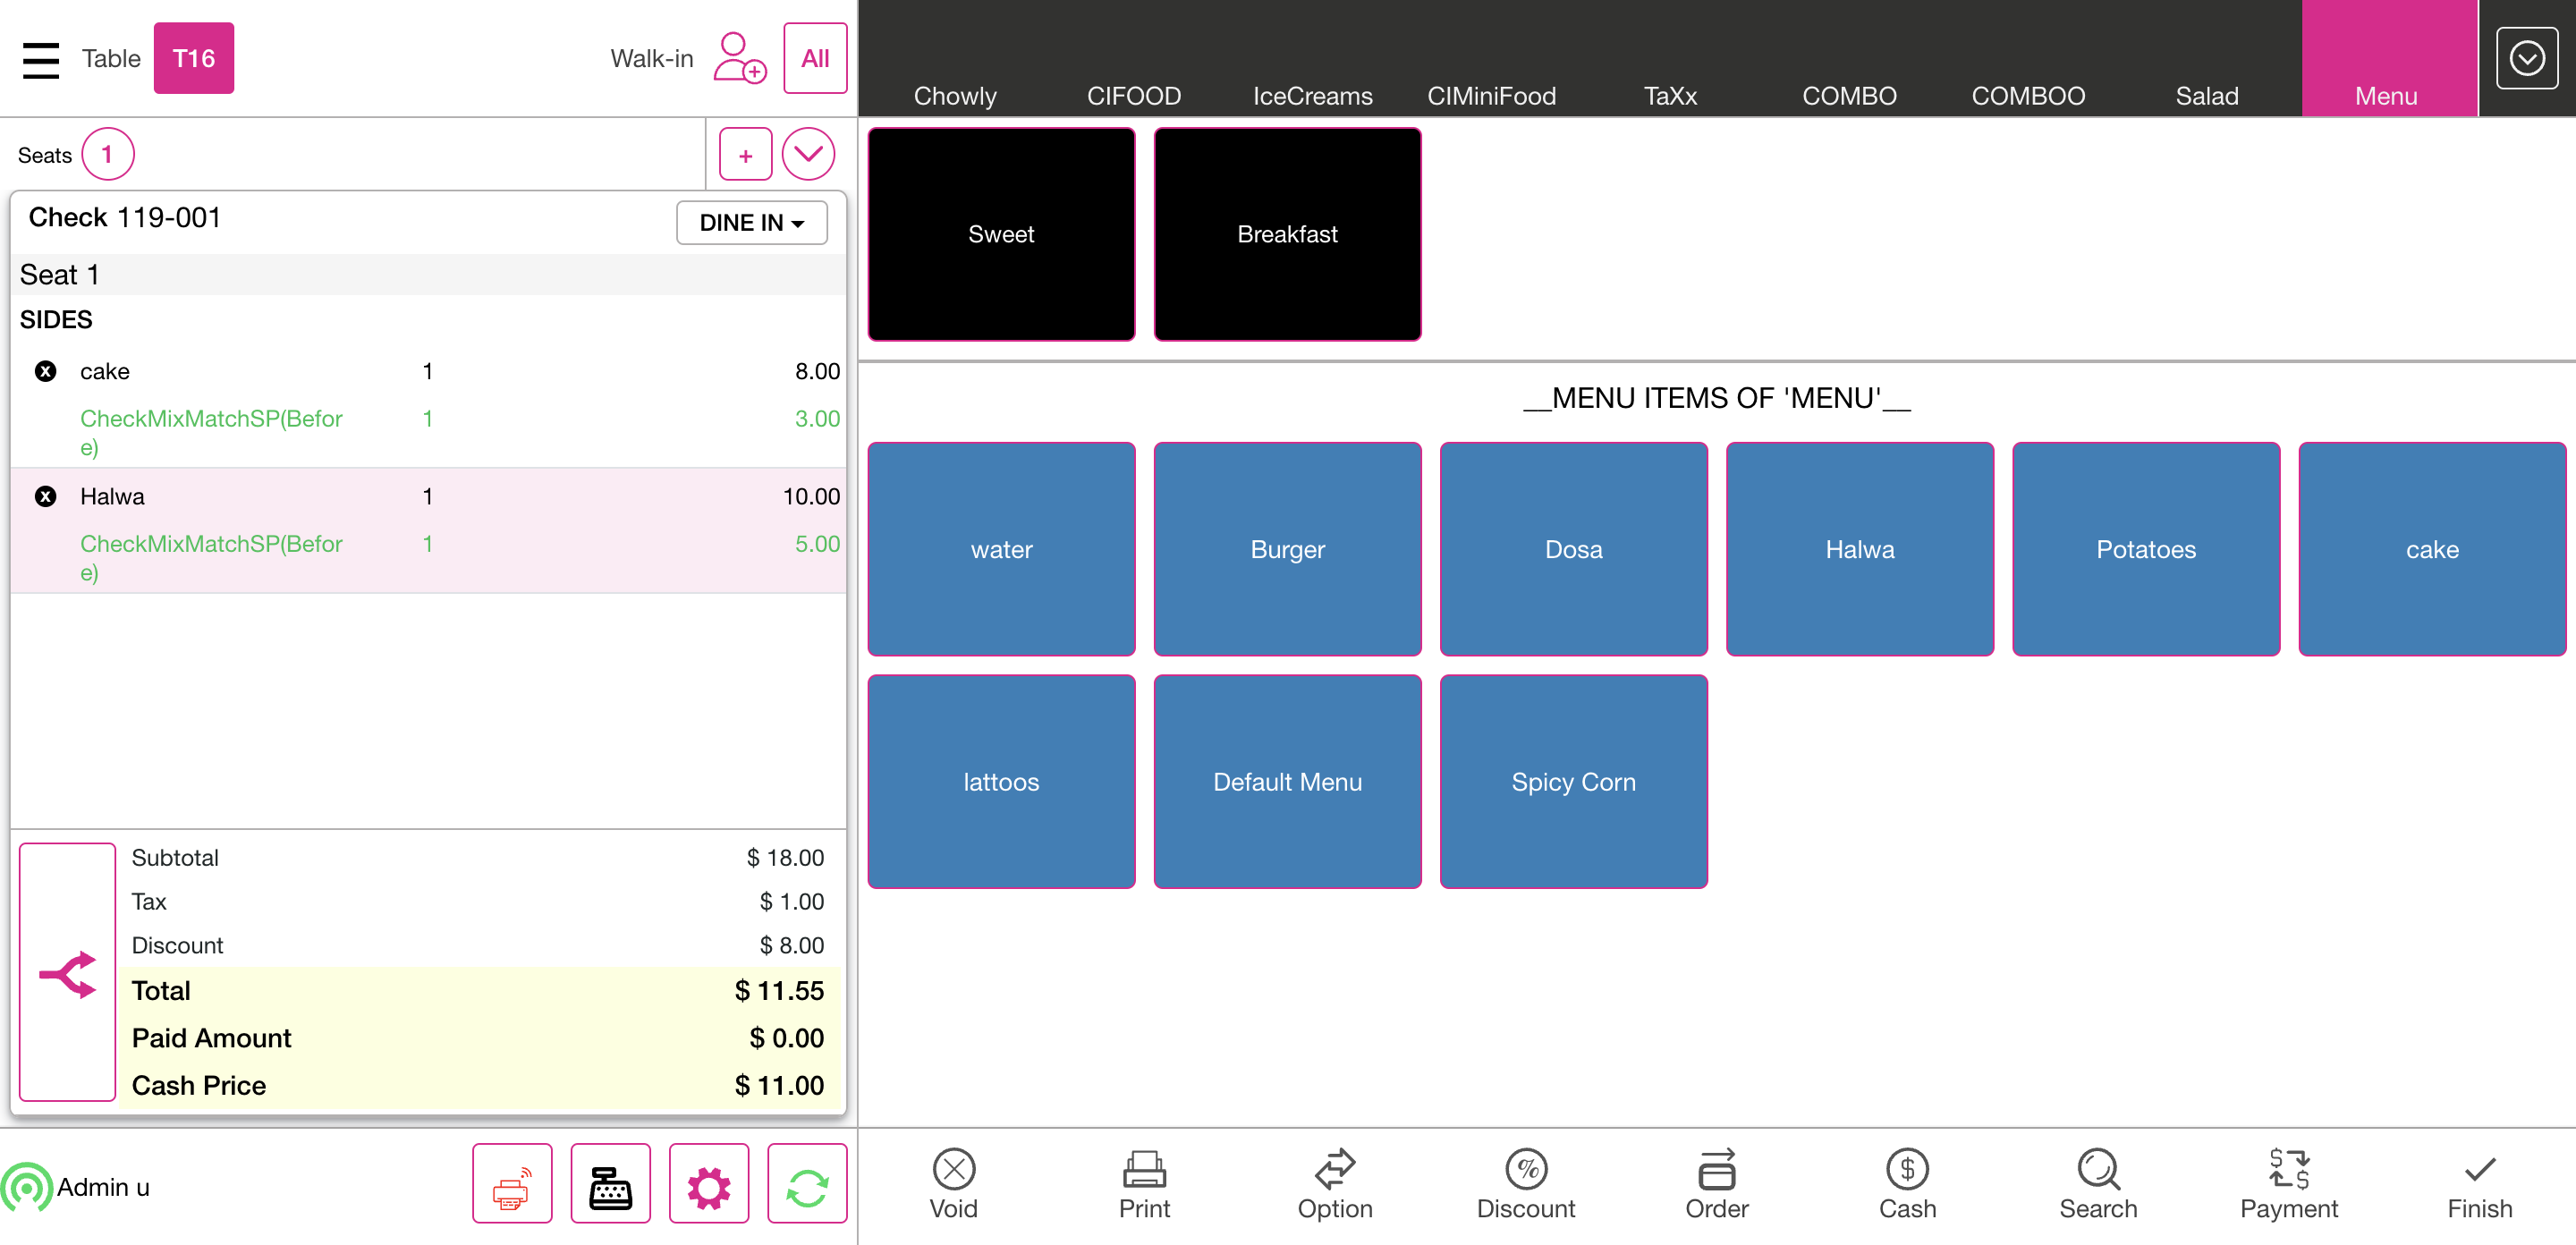 Table T16 Walk-in All
Chowly CIFOOD IceCreams CIMiniFood TaXx COMBO COMBOO Salad Menu
Seats 1 +
Check 119-001 DINE IN
Seat 1
SIDES
cake 1 8.00
CheckMixMatchSP(Befor 1 3.00
e)
Halwa 1 10.00
CheckMixMatchSP(Befor 1 5.00
e)
Subtotal $ 18.00
Tax $ 1.00
Discount $ 8.00
Total $ 11.55
Paid Amount $ 0.00
Cash Price $ 11.00
Admin u
Sweet Breakfast
__MENU ITEMS OF 'MENU'__
water Burger Dosa Halwa Potatoes cake
lattoos Default Menu Spicy Corn
Void Print Option Discount Order Cash Search Payment Finish